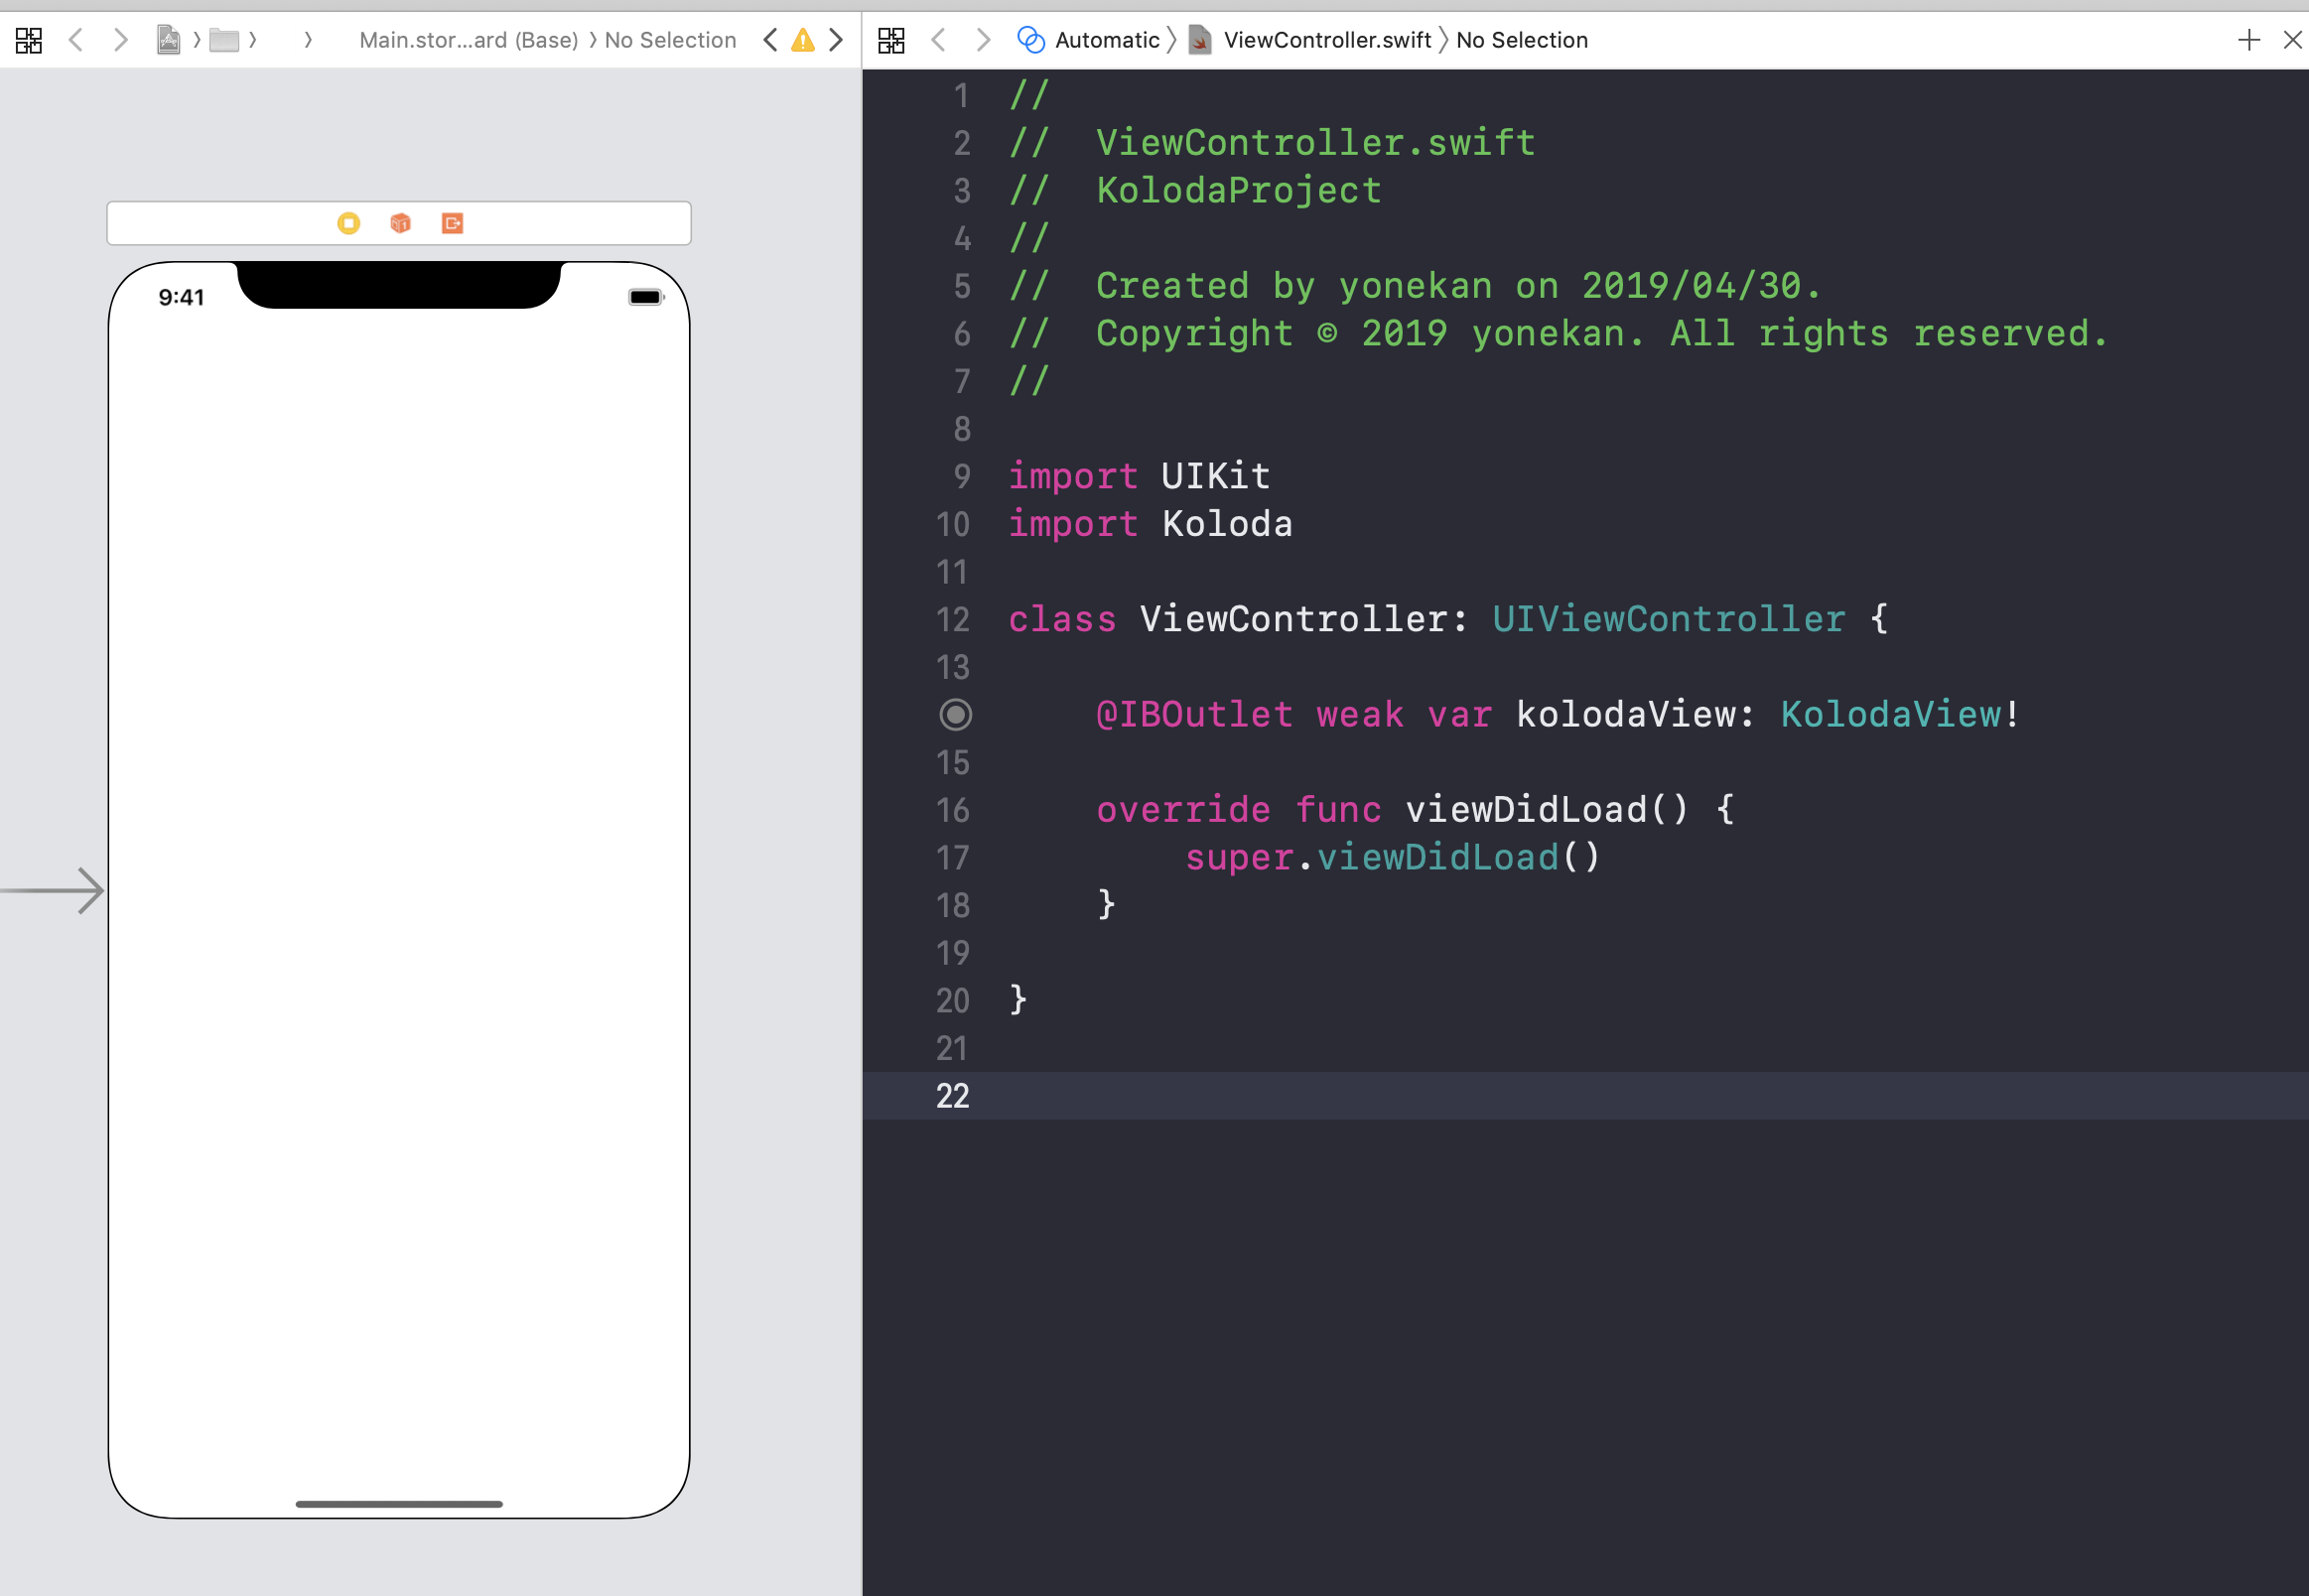 Main.stor...ard (Base) 〉 No Selection
Automatic 〉 ViewController.swift 〉 No Selection
9:41
1 //
2 //  ViewController.swift
3 //  KolodaProject
4 //
5 //  Created by yonekan on 2019/04/30.
6 //  Copyright © 2019 yonekan. All rights reserved.
7 //
8
9 import UIKit
10 import Koloda
11
12 class ViewController: UIViewController {
13
    @IBOutlet weak var kolodaView: KolodaView!
15
16     override func viewDidLoad() {
17         super.viewDidLoad()
18     }
19
20 }
21
22